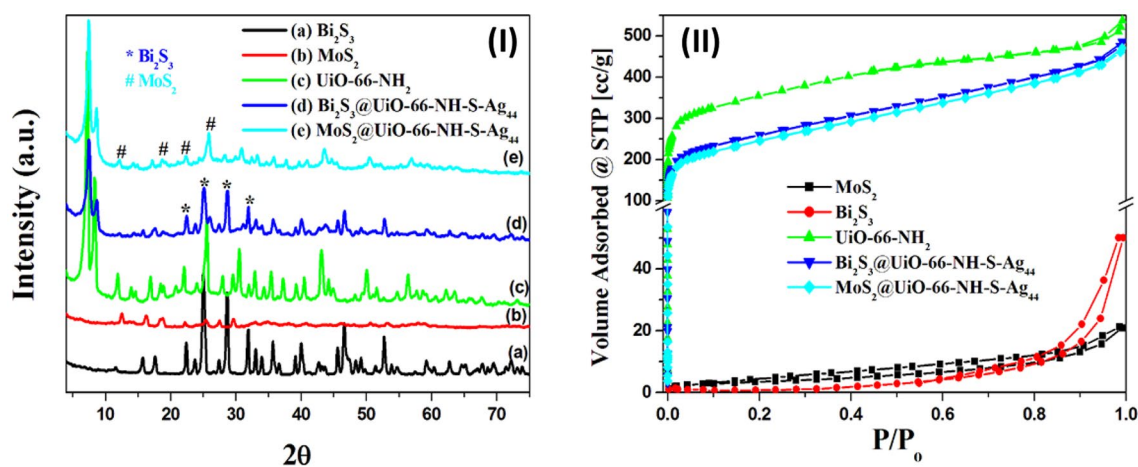 (I)
* Bi₂S₃
# MoS₂
(a) Bi₂S₃
(b) MoS₂
(c) UiO-66-NH₂
(d) Bi₂S₃@UiO-66-NH-S-Ag₄₄
(e) MoS₂@UiO-66-NH-S-Ag₄₄
Intensity (a.u.)
# # # #
(e)
* * * *
(d)
(c)
(b)
(a)
10 20 30 40 50 60 70
2θ
(II)
Volume Adsorbed @ STP [cc/g]
500
400
300
200
100
40
20
0
MoS₂
Bi₂S₃
UiO-66-NH₂
Bi₂S₃@UiO-66-NH-S-Ag₄₄
MoS₂@UiO-66-NH-S-Ag₄₄
0.0 0.2 0.4 0.6 0.8 1.0
P/P₀